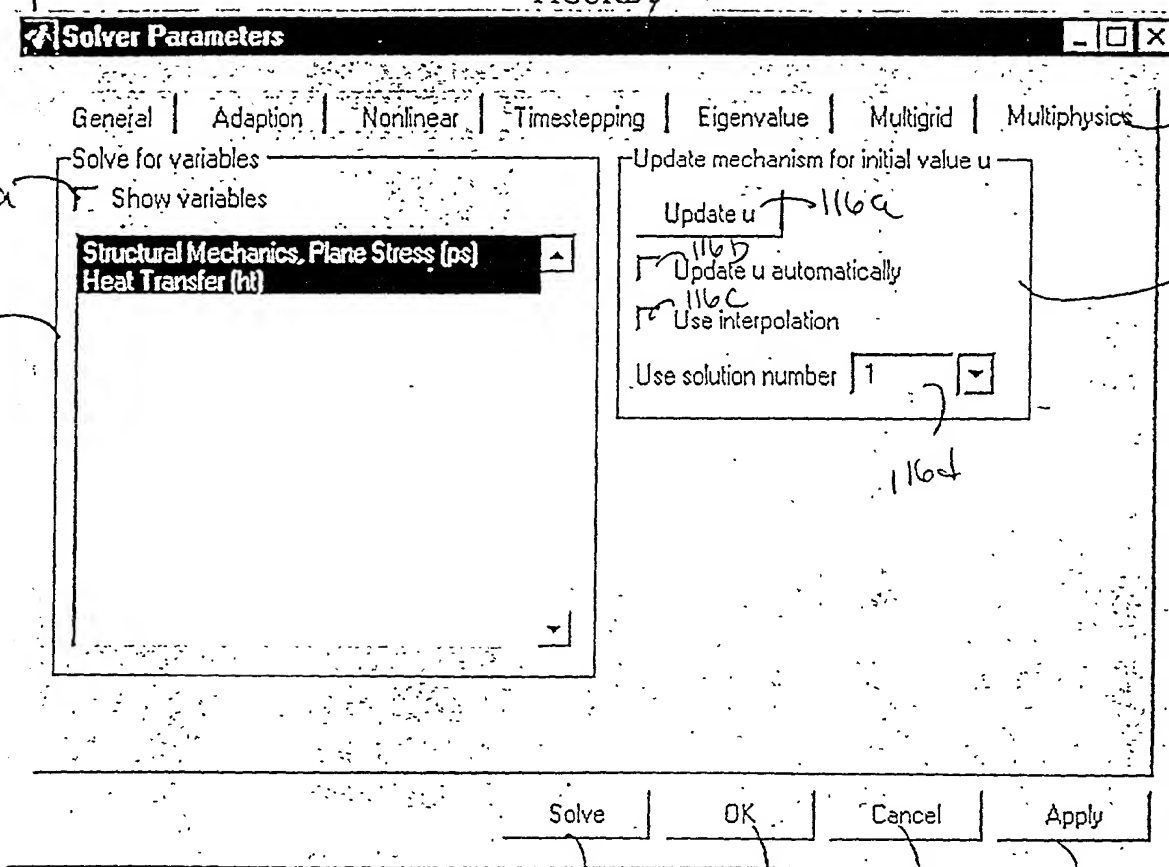 Solver Parameters
General Adaption Nonlinear Timestepping Eigenvalue Multigrid Multiphysics
Solve for variables
a Show variables
Structural Mechanics, Plane Stress (ps)
Heat Transfer (ht)
Update mechanism for initial value u
Update u 116a
116b
Update u automatically
116c
Use interpolation
Use solution number 1
116d
Solve OK Cancel Apply